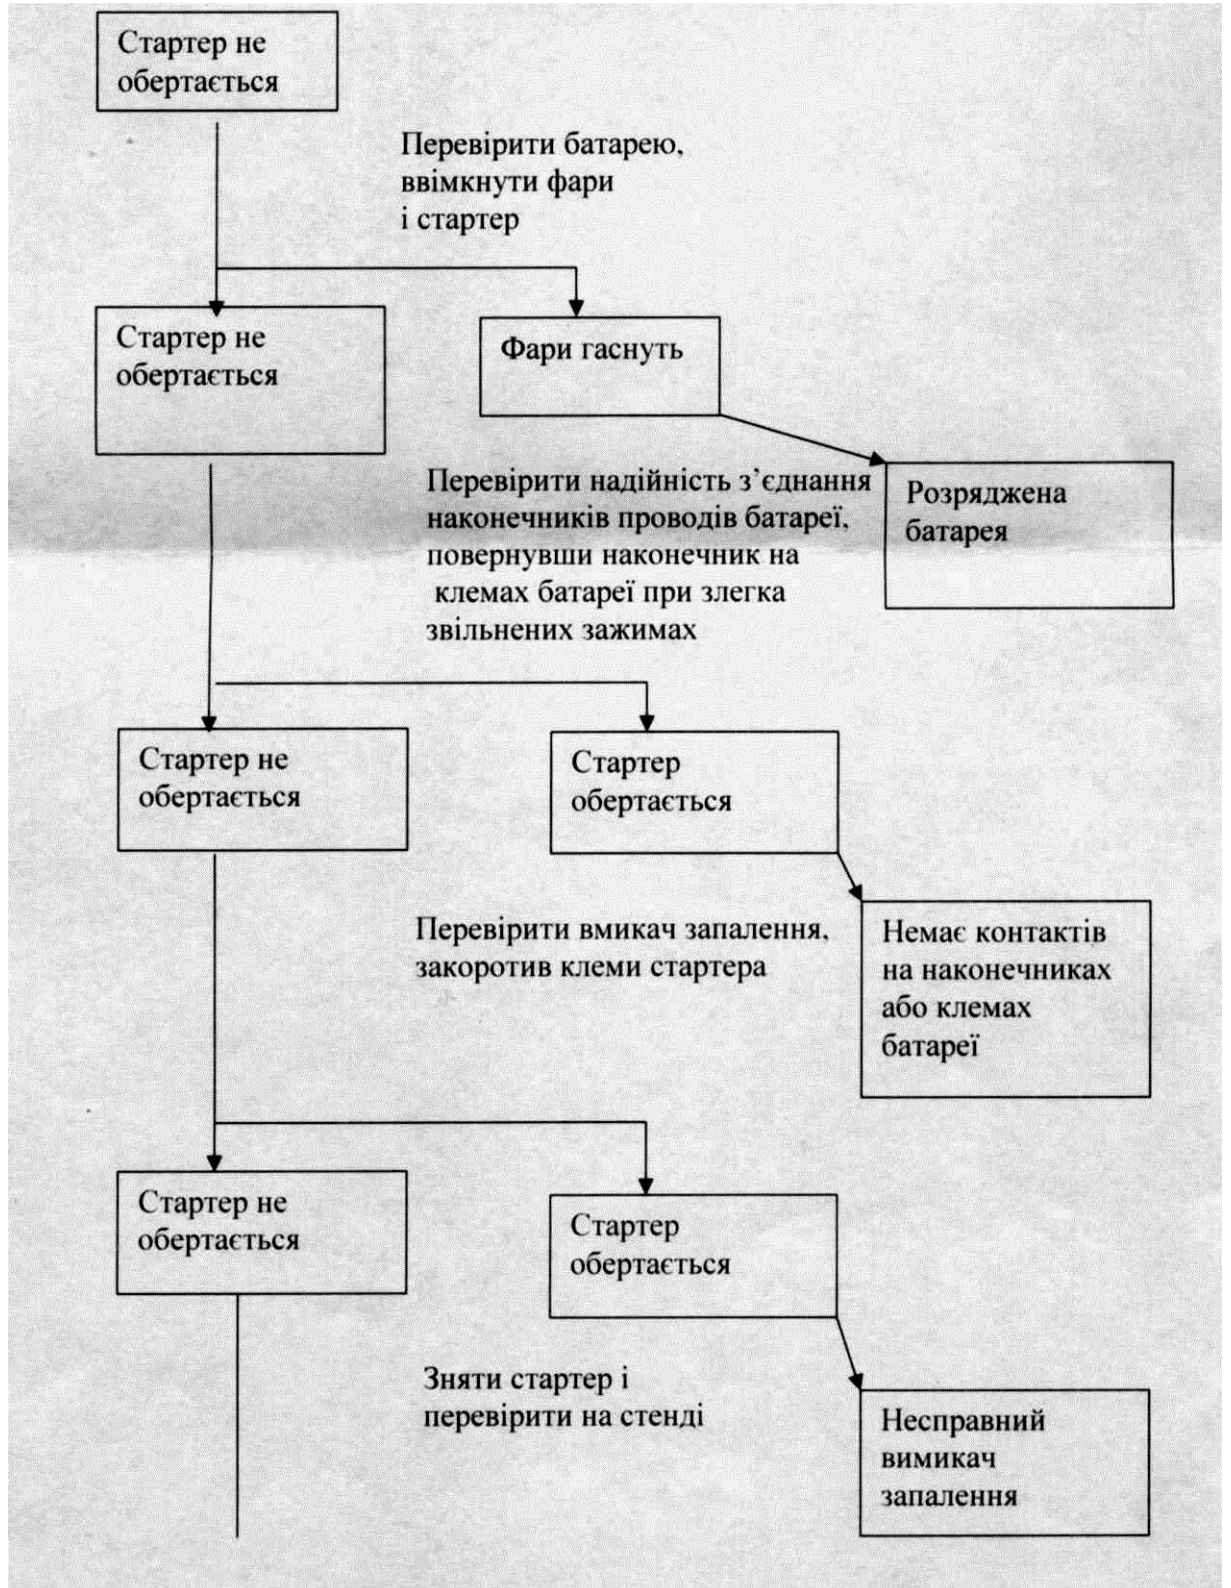 Стартер не
обертається
Перевірити батарею,
ввімкнути фари
і стартер
Стартер не
обертається
Фари гаснуть
Перевірити надійність з’єднання
наконечників проводів батареї,
повернувши наконечник на
клемах батареї при злегка
звільнених зажимах
Розряджена
батарея
Стартер не
обертається
Стартер
обертається
Перевірити вмикач запалення,
закоротив клеми стартера
Немає контактів
на наконечниках
або клемах
батареї
Стартер не
обертається
Стартер
обертається
Зняти стартер і
перевірити на стенді
Несправний
вимикач
запалення